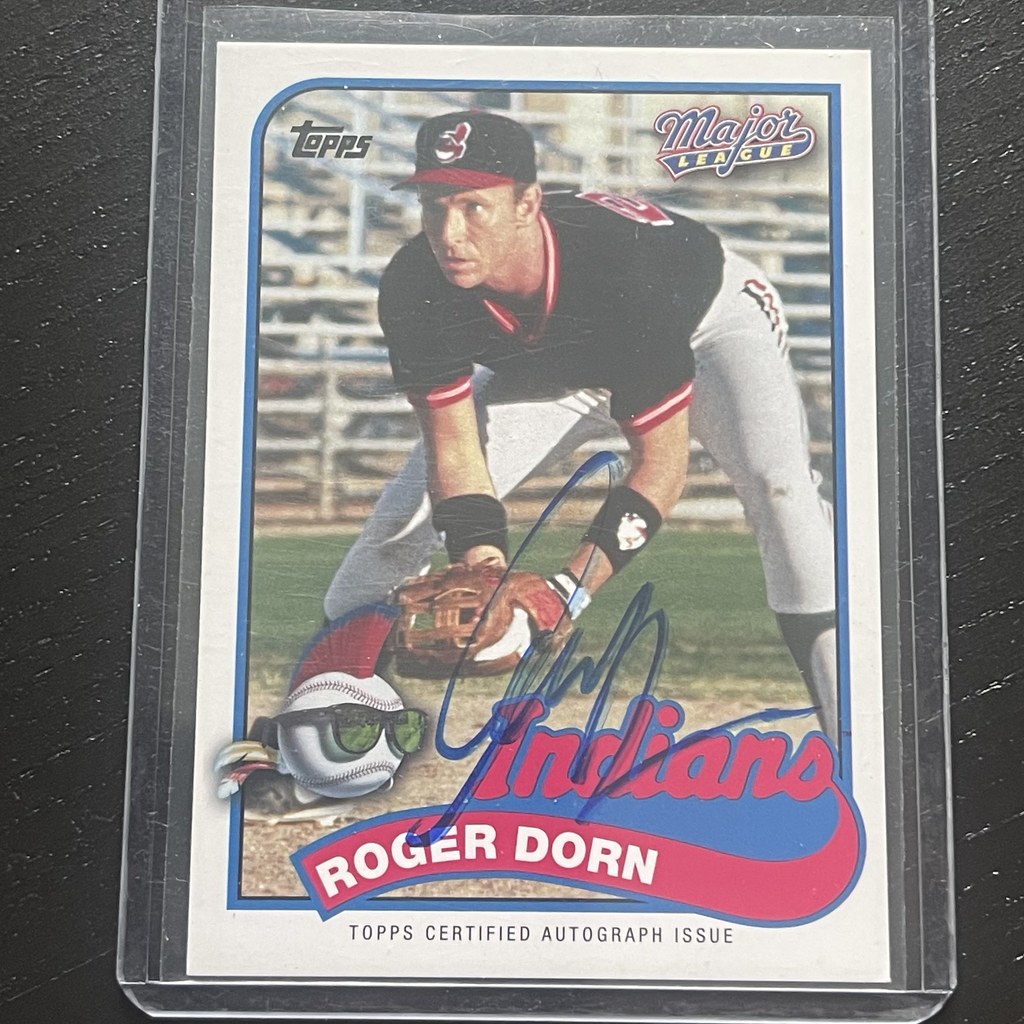 topps
Major
LEAGUE
Indians
ROGER DORN
TOPPS CERTIFIED AUTOGRAPH ISSUE